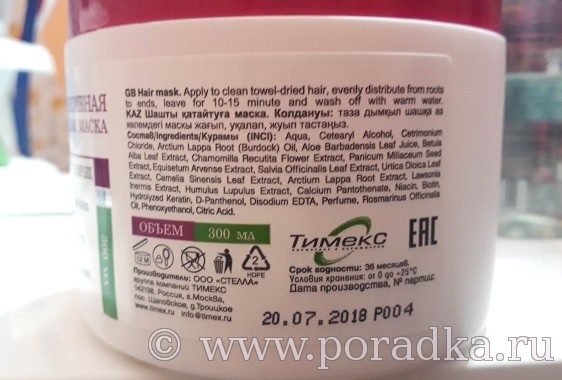 МАСКА
GB Hair mask. Apply to clean towel-dried hair, evenly distribute from roots
to ends, leave for 10-15 minute and wash off with warm water.
KAZ Шашты қатайтуға маска. Колдануы: таза дымқыл шашқа аз
көлемдегі маскы жағып, уқалап, жуып тастаңыз.
Состав/Ingredients/Курамы (INCI): Aqua, Cetearyl Alcohol, Cetrimonium
Chloride, Arctium Lappa Root (Burdock) Oil, Aloe Barbadensis Leaf Juice, Betula
Alba Leaf Extract, Chamomilla Recutita Flower Extract, Panicum Miliaceum Seed
Extract, Equisetum Arvense Extract, Salvia Officinalis Leaf Extract, Urtica Dioica Leaf
Extract, Camelia Sinensis Leaf Extract, Arctium Lappa Root Extract, Lawsonia
Inermis Extract, Humulus Lupulus Extract, Calcium Pantothenate, Niacin, Biotin,
Hydrolyzed Keratin, D-Panthenol, Disodium EDTA, Perfume, Rosmarinus Officinalis
Oil, Phenoxyethanol, Citric Acid.
ОБЪЕМ 300 МЛ
12 M
2
HDPE
Тимекс
EAC
Производитель: ООО «СТЕЛЛА»
группа компаний ТИМЕКС
142108, Россия, г.Москва,
пос. Щаповское, д.Троицкое
www.timex.ru info@timex.ru
Срок годности: 36 месяцев.
Условия хранения: от 0 до +25°С
Дата производства, № партии:
20.07.2018 P004
© www.poradka.ru